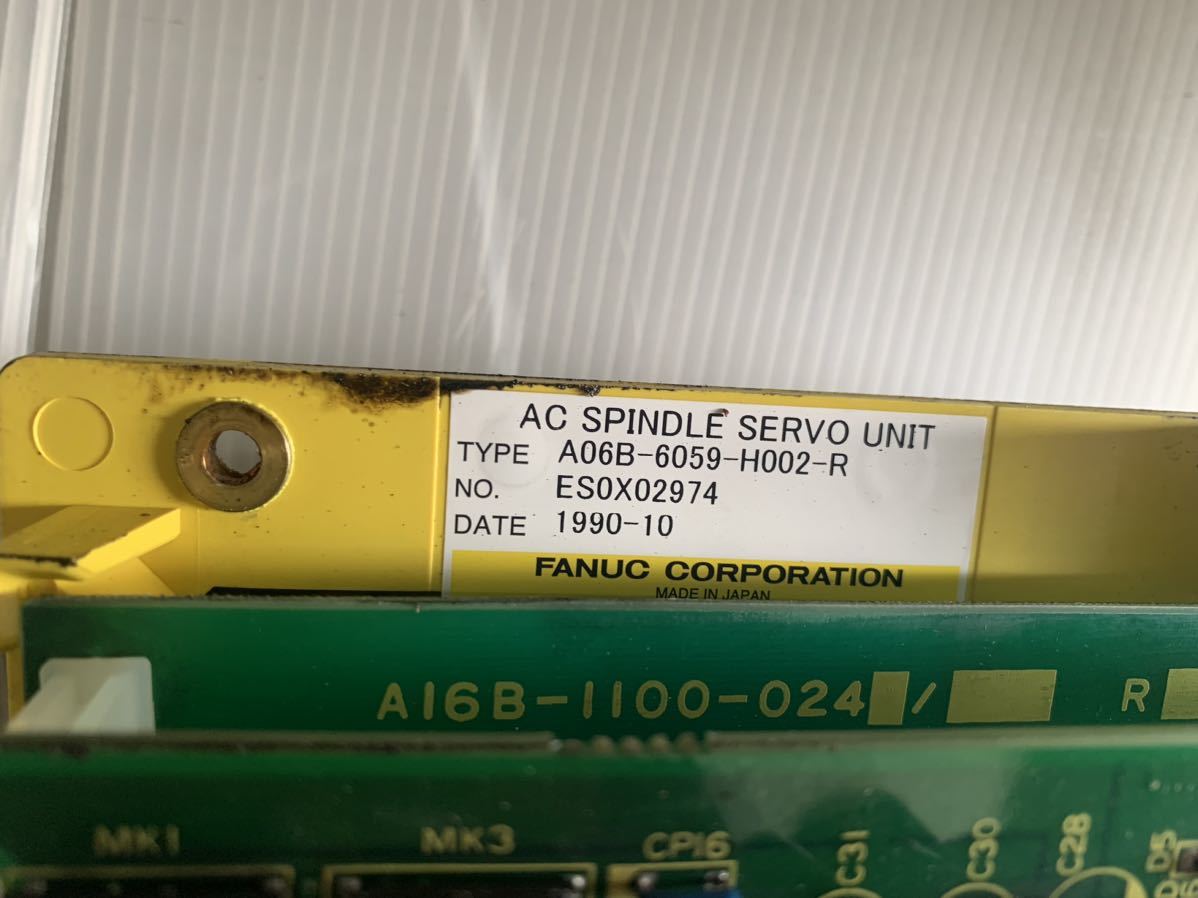 AC SPINDLE SERVO UNIT
TYPE A06B-6059-H002-R
NO. ES0X02974
DATE 1990-10
FANUC CORPORATION
MADE IN JAPAN
A16B-1100-024 / R
MK1 MK3 CP16 C31 C30 C28 D5